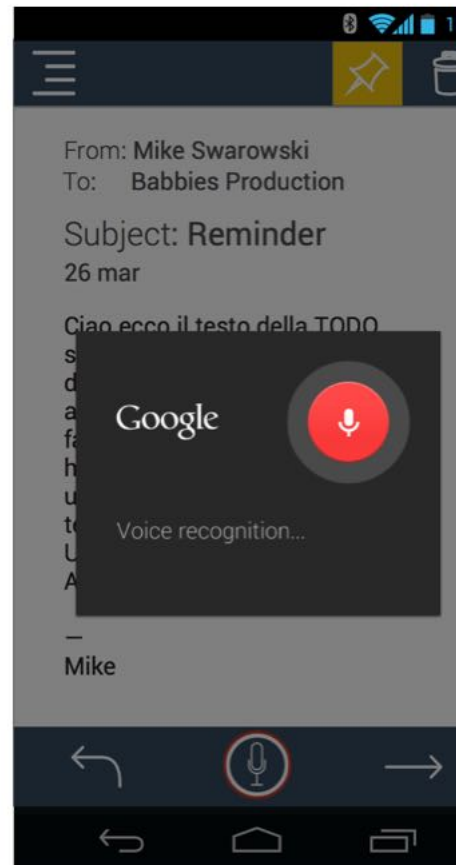 1
From: Mike Swarowski
To: Babbies Production
Subject: Reminder
26 mar
Ciao ecco il testo della TODO
Google
Voice recognition...
—
Mike